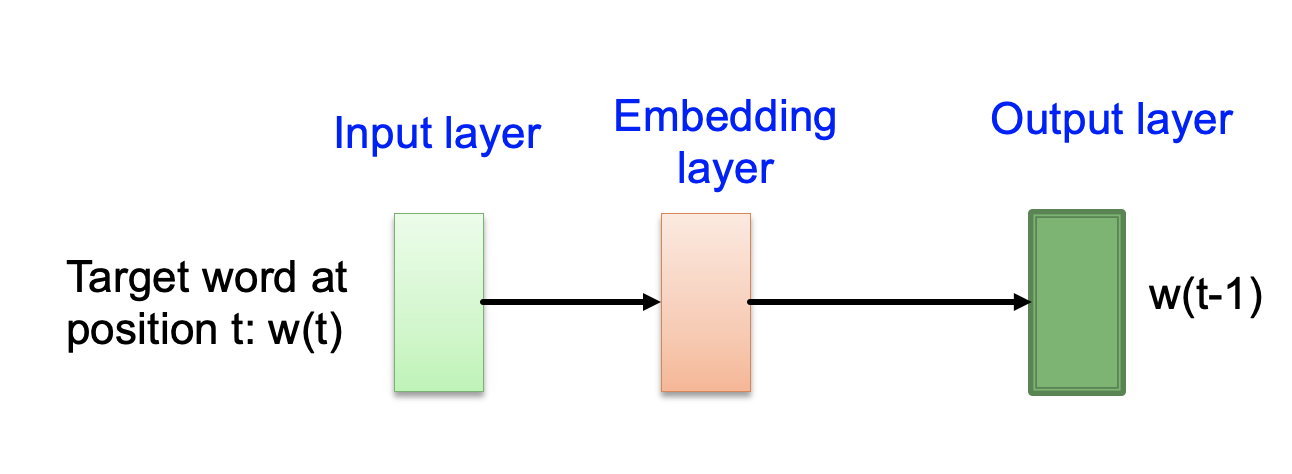 Input layer
Embedding
layer
Output layer
Target word at
position t: w(t)
w(t-1)